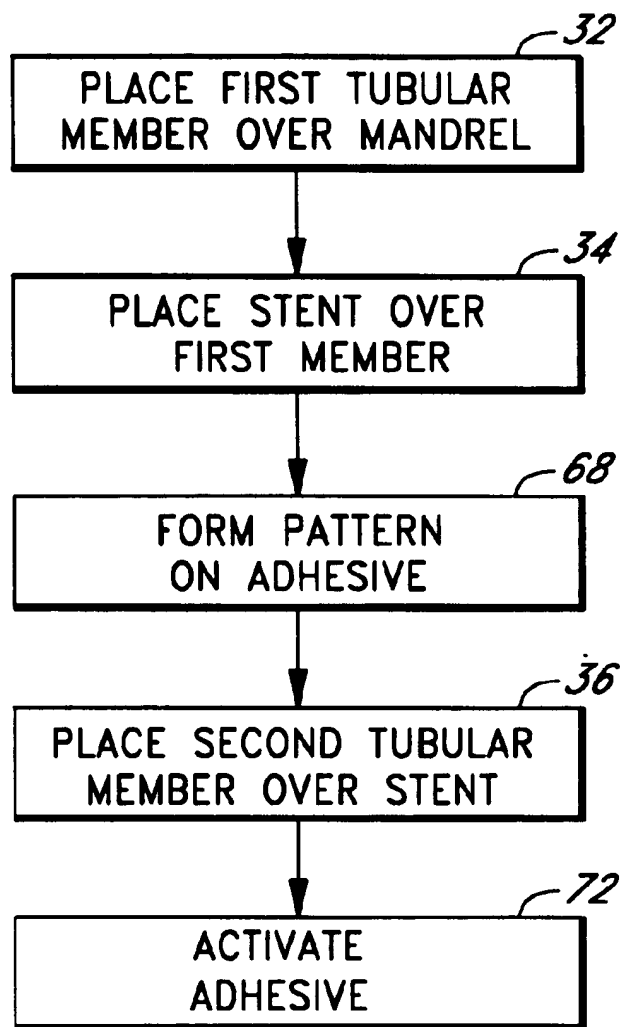 32
PLACE FIRST TUBULAR
MEMBER OVER MANDREL
34
PLACE STENT OVER
FIRST MEMBER
68
FORM PATTERN
ON ADHESIVE
36
PLACE SECOND TUBULAR
MEMBER OVER STENT
72
ACTIVATE
ADHESIVE